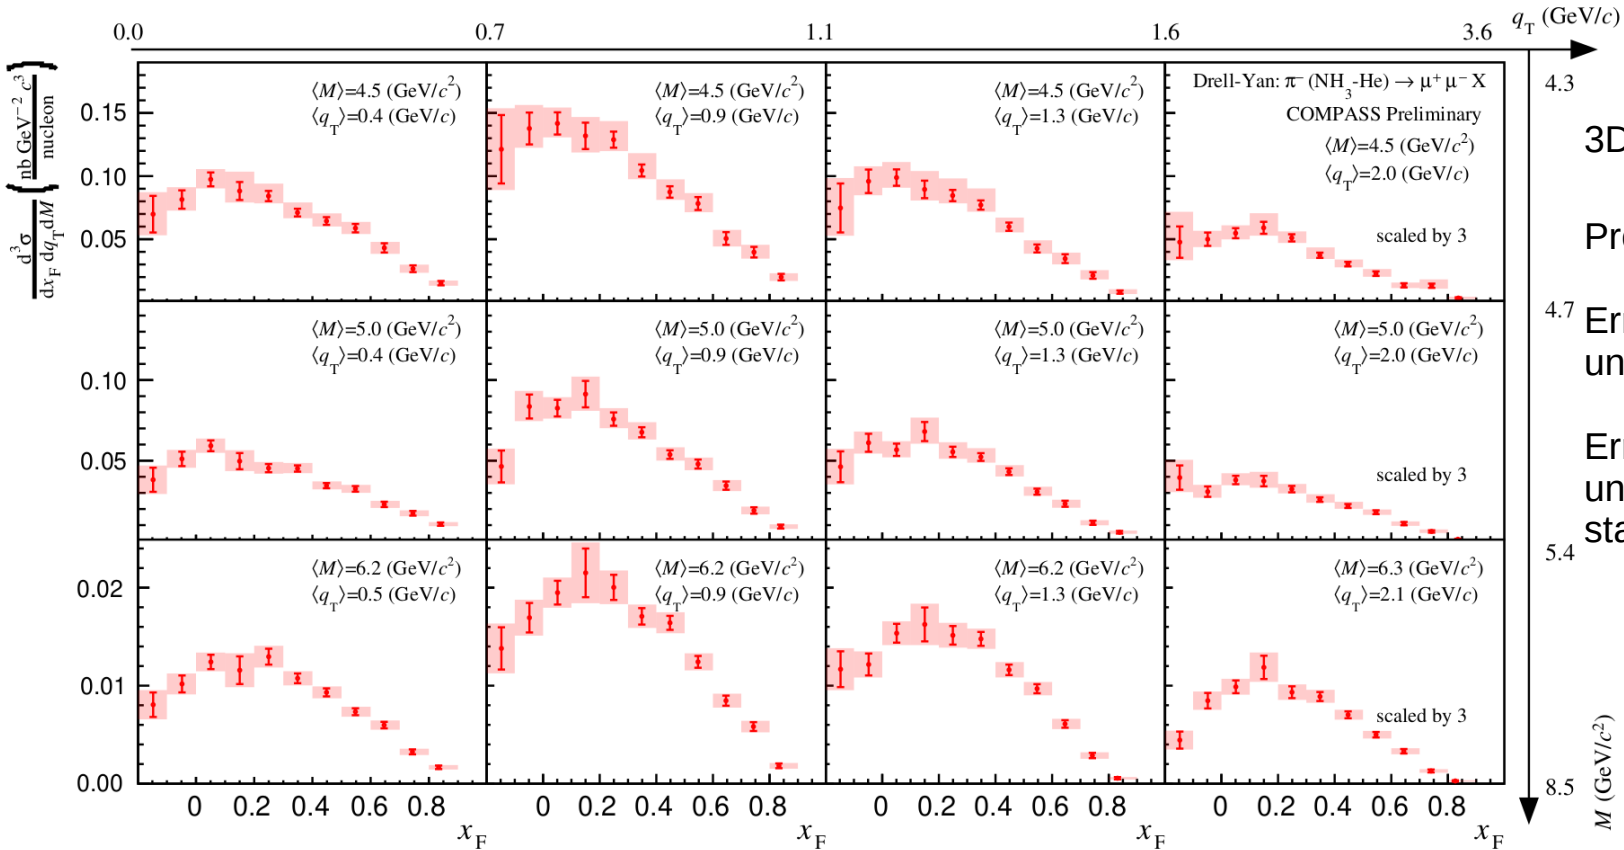 0.0 0.7 1.1 1.6 3.6 q_T (GeV/c)
d³σ / dx_F dq_T dM (nb GeV⁻² c³ / nucleon)
⟨M⟩=4.5 (GeV/c²)
⟨q_T⟩=0.4 (GeV/c)
⟨M⟩=4.5 (GeV/c²)
⟨q_T⟩=0.9 (GeV/c)
⟨M⟩=4.5 (GeV/c²)
⟨q_T⟩=1.3 (GeV/c)
Drell-Yan: π⁻ (NH₃-He) → μ⁺ μ⁻ X
COMPASS Preliminary
⟨M⟩=4.5 (GeV/c²)
⟨q_T⟩=2.0 (GeV/c)
scaled by 3
0.15
0.10
0.05
4.3
3D
Pr
4.7
⟨M⟩=5.0 (GeV/c²)
⟨q_T⟩=0.4 (GeV/c)
⟨M⟩=5.0 (GeV/c²)
⟨q_T⟩=0.9 (GeV/c)
⟨M⟩=5.0 (GeV/c²)
⟨q_T⟩=1.3 (GeV/c)
⟨M⟩=5.0 (GeV/c²)
⟨q_T⟩=2.0 (GeV/c)
scaled by 3
0.10
0.05
Er
un
Er
un
sta
5.4
⟨M⟩=6.2 (GeV/c²)
⟨q_T⟩=0.5 (GeV/c)
⟨M⟩=6.2 (GeV/c²)
⟨q_T⟩=0.9 (GeV/c)
⟨M⟩=6.2 (GeV/c²)
⟨q_T⟩=1.3 (GeV/c)
⟨M⟩=6.3 (GeV/c²)
⟨q_T⟩=2.1 (GeV/c)
scaled by 3
0.02
0.01
0.00
8.5
M (GeV/c²)
0 0.2 0.4 0.6 0.8 0 0.2 0.4 0.6 0.8 0 0.2 0.4 0.6 0.8 0 0.2 0.4 0.6 0.8
x_F x_F x_F x_F